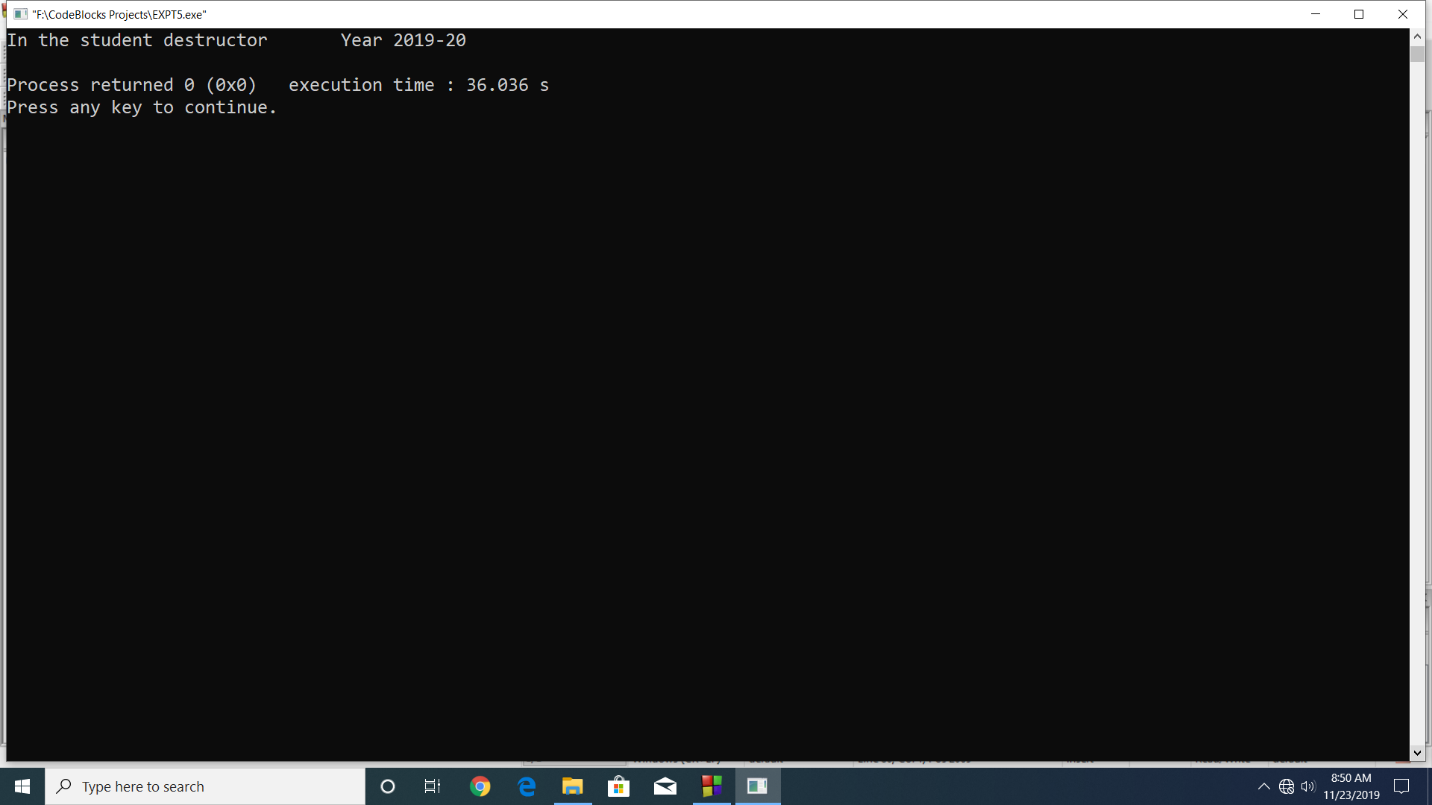 "F:\CodeBlocks Projects\EXPT5.exe"
In the student destructor       Year 2019-20
Process returned 0 (0x0)   execution time : 36.036 s
Press any key to continue.
Type here to search
8:50 AM
11/23/2019